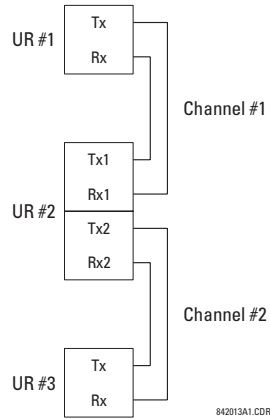 Tx
UR #1
Rx
Channel #1
Tx1
Rx1
UR #2
Tx2
Rx2
Channel #2
Tx
UR #3
Rx
842013A1.CDR